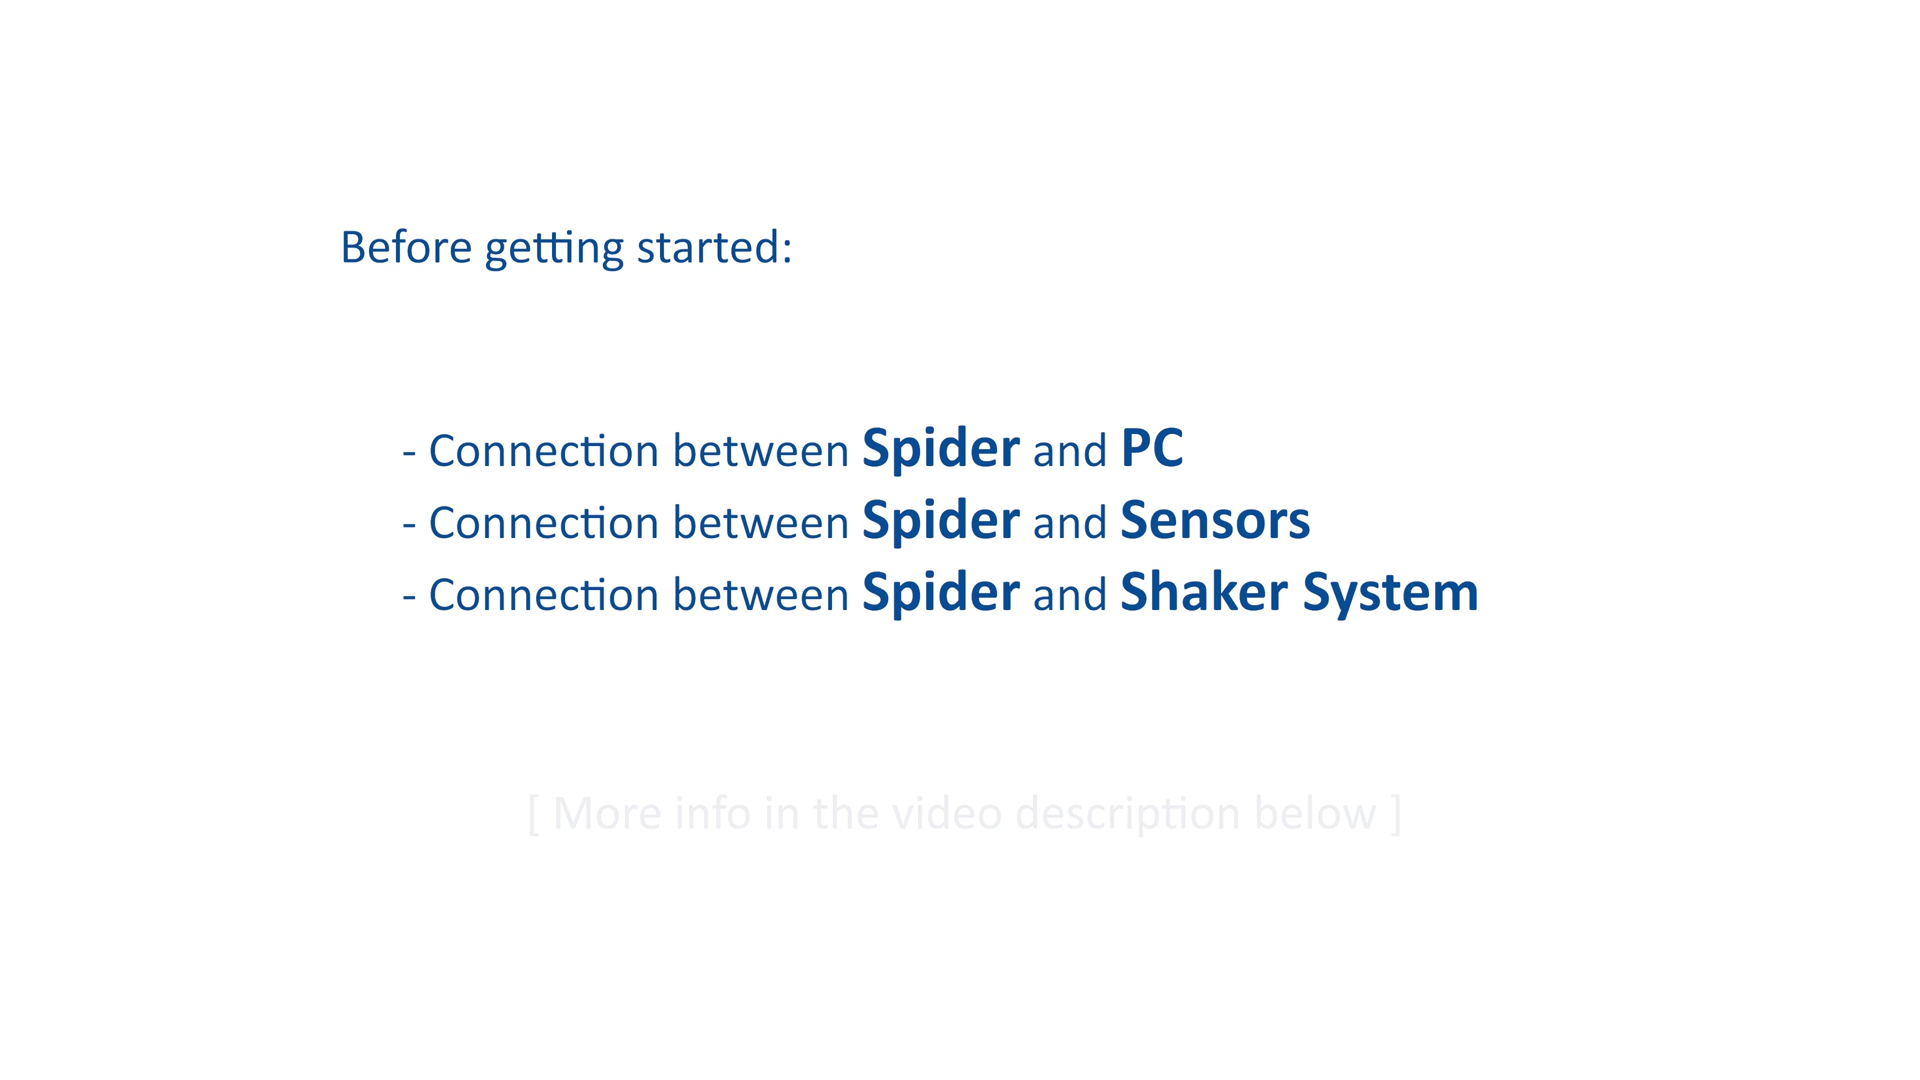 Before getting started:
- Connection between Spider and PC
- Connection between Spider and Sensors
- Connection between Spider and Shaker System
[ More info in the video description below ]